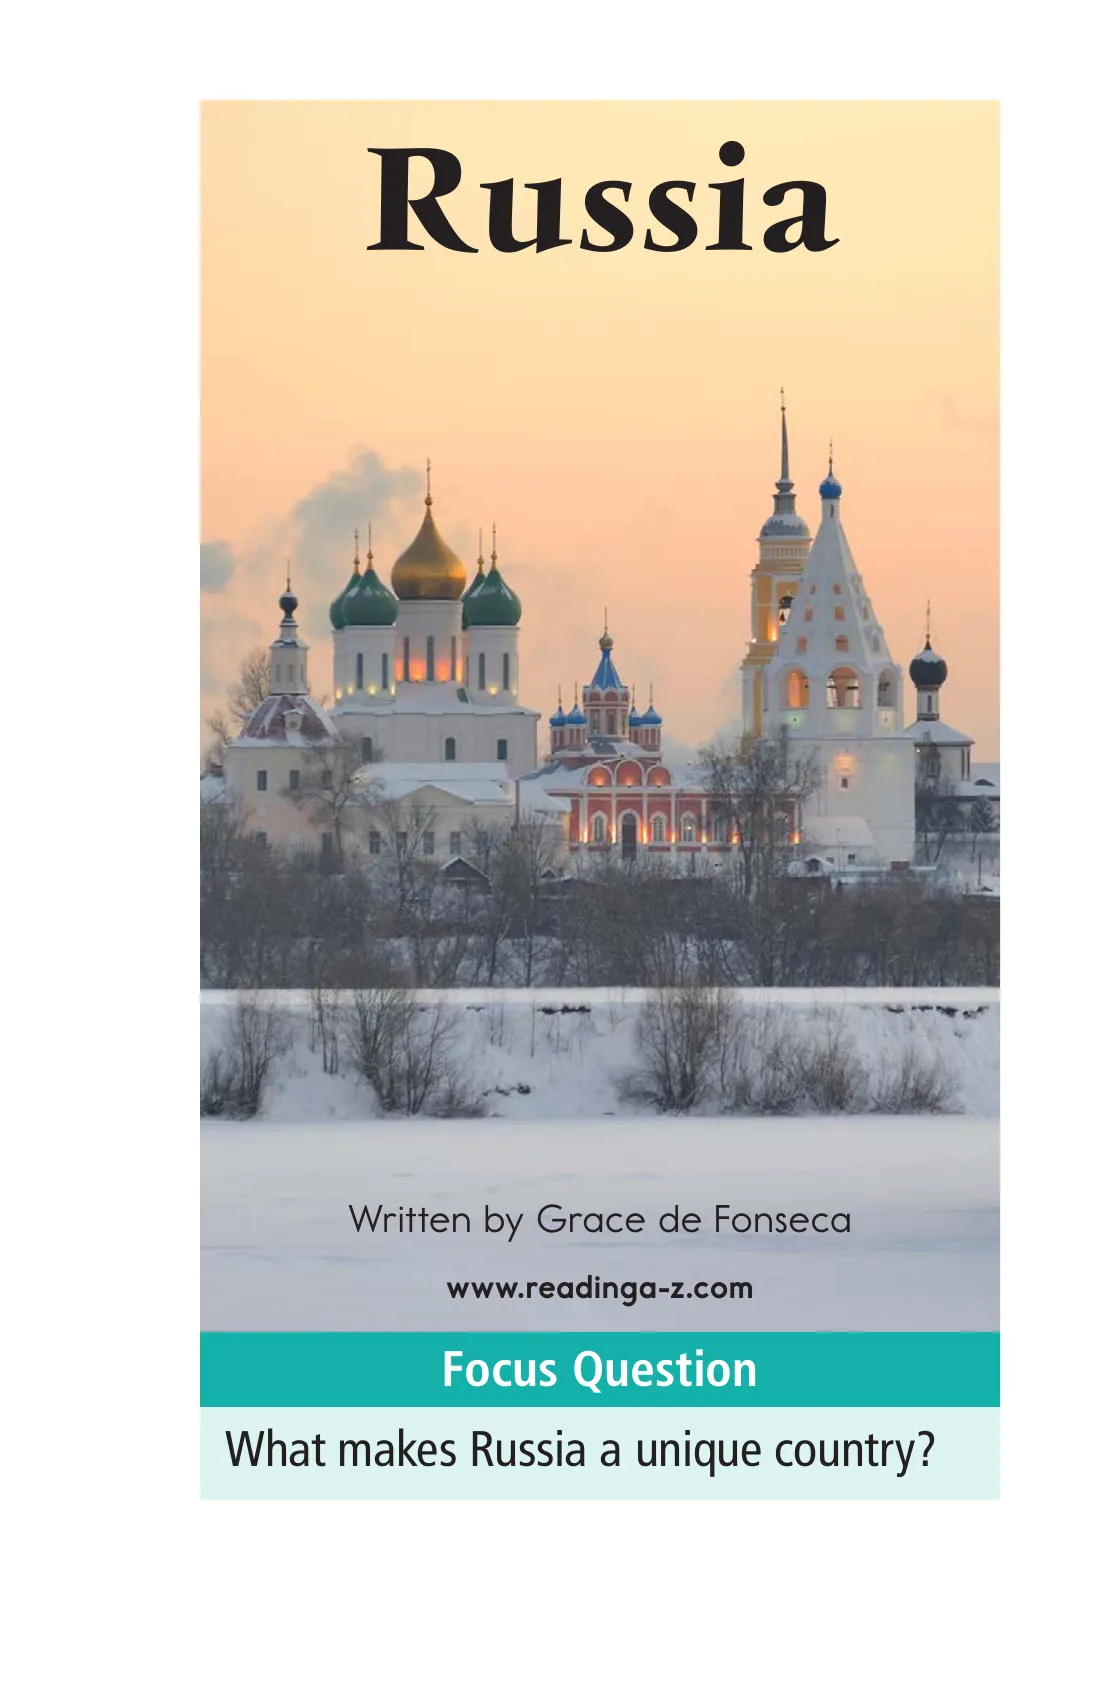 Russia
Written by Grace de Fonseca
www.readinga-z.com
Focus Question
What makes Russia a unique country?